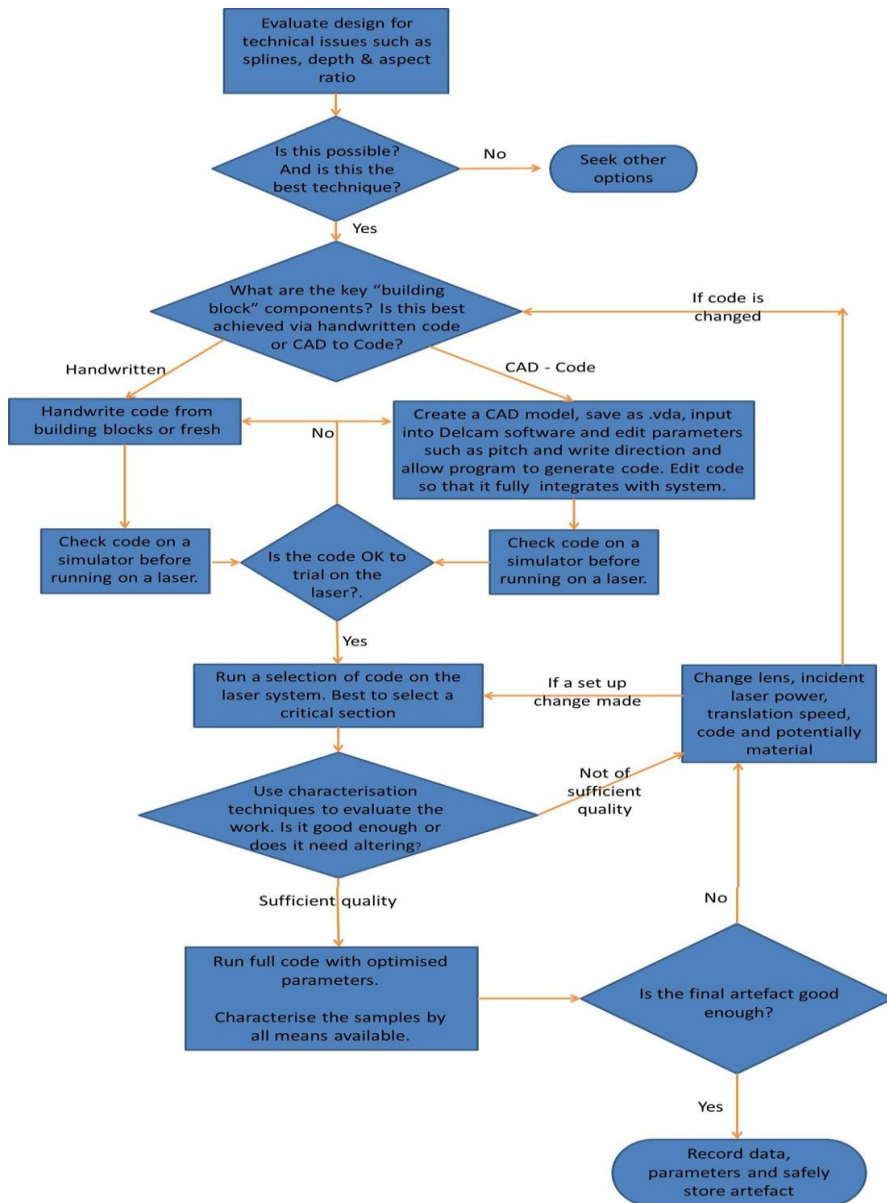 Evaluate design for
technical issues such as
splines, depth & aspect
ratio
Is this possible?
And is this the
best technique?
No
Seek other
options
Yes
What are the key “building
block” components? Is this best
achieved via handwritten code
or CAD to Code?
If code is
changed
Handwritten
CAD - Code
Handwrite code from
building blocks or fresh
No
Create a CAD model, save as .vda, input
into Delcam software and edit parameters
such as pitch and write direction and
allow program to generate code. Edit code
so that it fully integrates with system.
Check code on a
simulator before
running on a laser.
Is the code OK to
trial on the
laser?.
Check code on a
simulator before
running on a laser.
Yes
Run a selection of code on the
laser system. Best to select a
critical section
If a set up
change made
Change lens, incident
laser power,
translation speed,
code and potentially
material
Use characterisation
techniques to evaluate the
work. Is it good enough or
does it need altering?
Not of
sufficient
quality
Sufficient quality
No
Run full code with optimised
parameters.
Characterise the samples by
all means available.
Is the final artefact good
enough?
Yes
Record data,
parameters and safely
store artefact